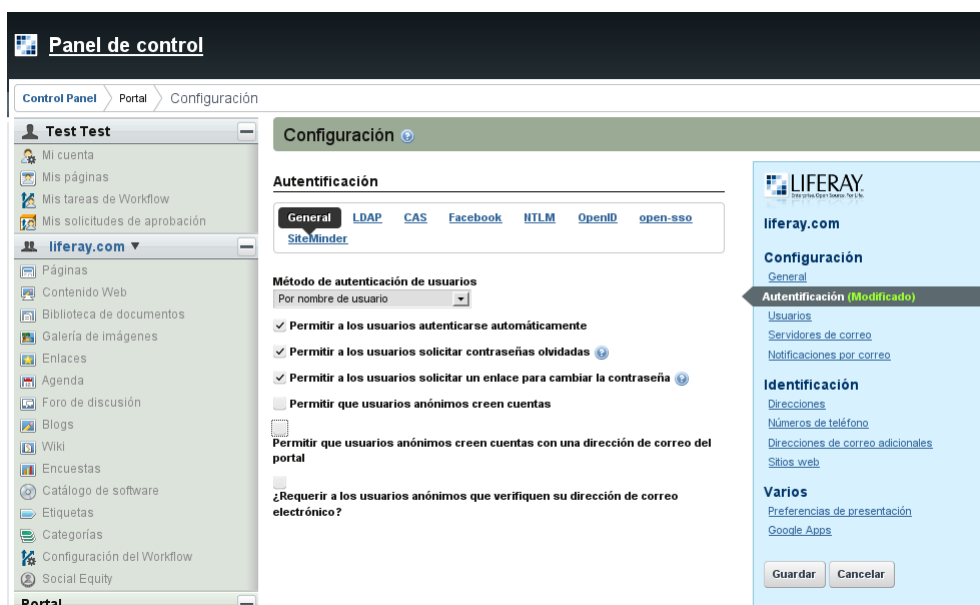 Panel de control
Control Panel Portal Configuración
Test Test
Mi cuenta
Mis páginas
Mis tareas de Workflow
Mis solicitudes de aprobación
liferay.com
Páginas
Contenido Web
Biblioteca de documentos
Galería de imágenes
Enlaces
Agenda
Foro de discusión
Blogs
Wiki
Encuestas
Catálogo de software
Etiquetas
Categorías
Configuración del Workflow
Social Equity
Portal
Configuración
Autentificación
General LDAP CAS Facebook NTLM OpenID open-sso
SiteMinder
Método de autenticación de usuarios
Por nombre de usuario
Permitir a los usuarios autenticarse automáticamente
Permitir a los usuarios solicitar contraseñas olvidadas
Permitir a los usuarios solicitar un enlace para cambiar la contraseña
Permitir que usuarios anónimos creen cuentas
Permitir que usuarios anónimos creen cuentas con una dirección de correo del
portal
¿Requerir a los usuarios anónimos que verifiquen su dirección de correo
electrónico?
LIFERAY.
Enterprise. Open Source. For Life.
liferay.com
Configuración
General
Autentificación (Modificado)
Usuarios
Servidores de correo
Notificaciones por correo
Identificación
Direcciones
Números de teléfono
Direcciones de correo adicionales
Sitios web
Varios
Preferencias de presentación
Google Apps
Guardar Cancelar